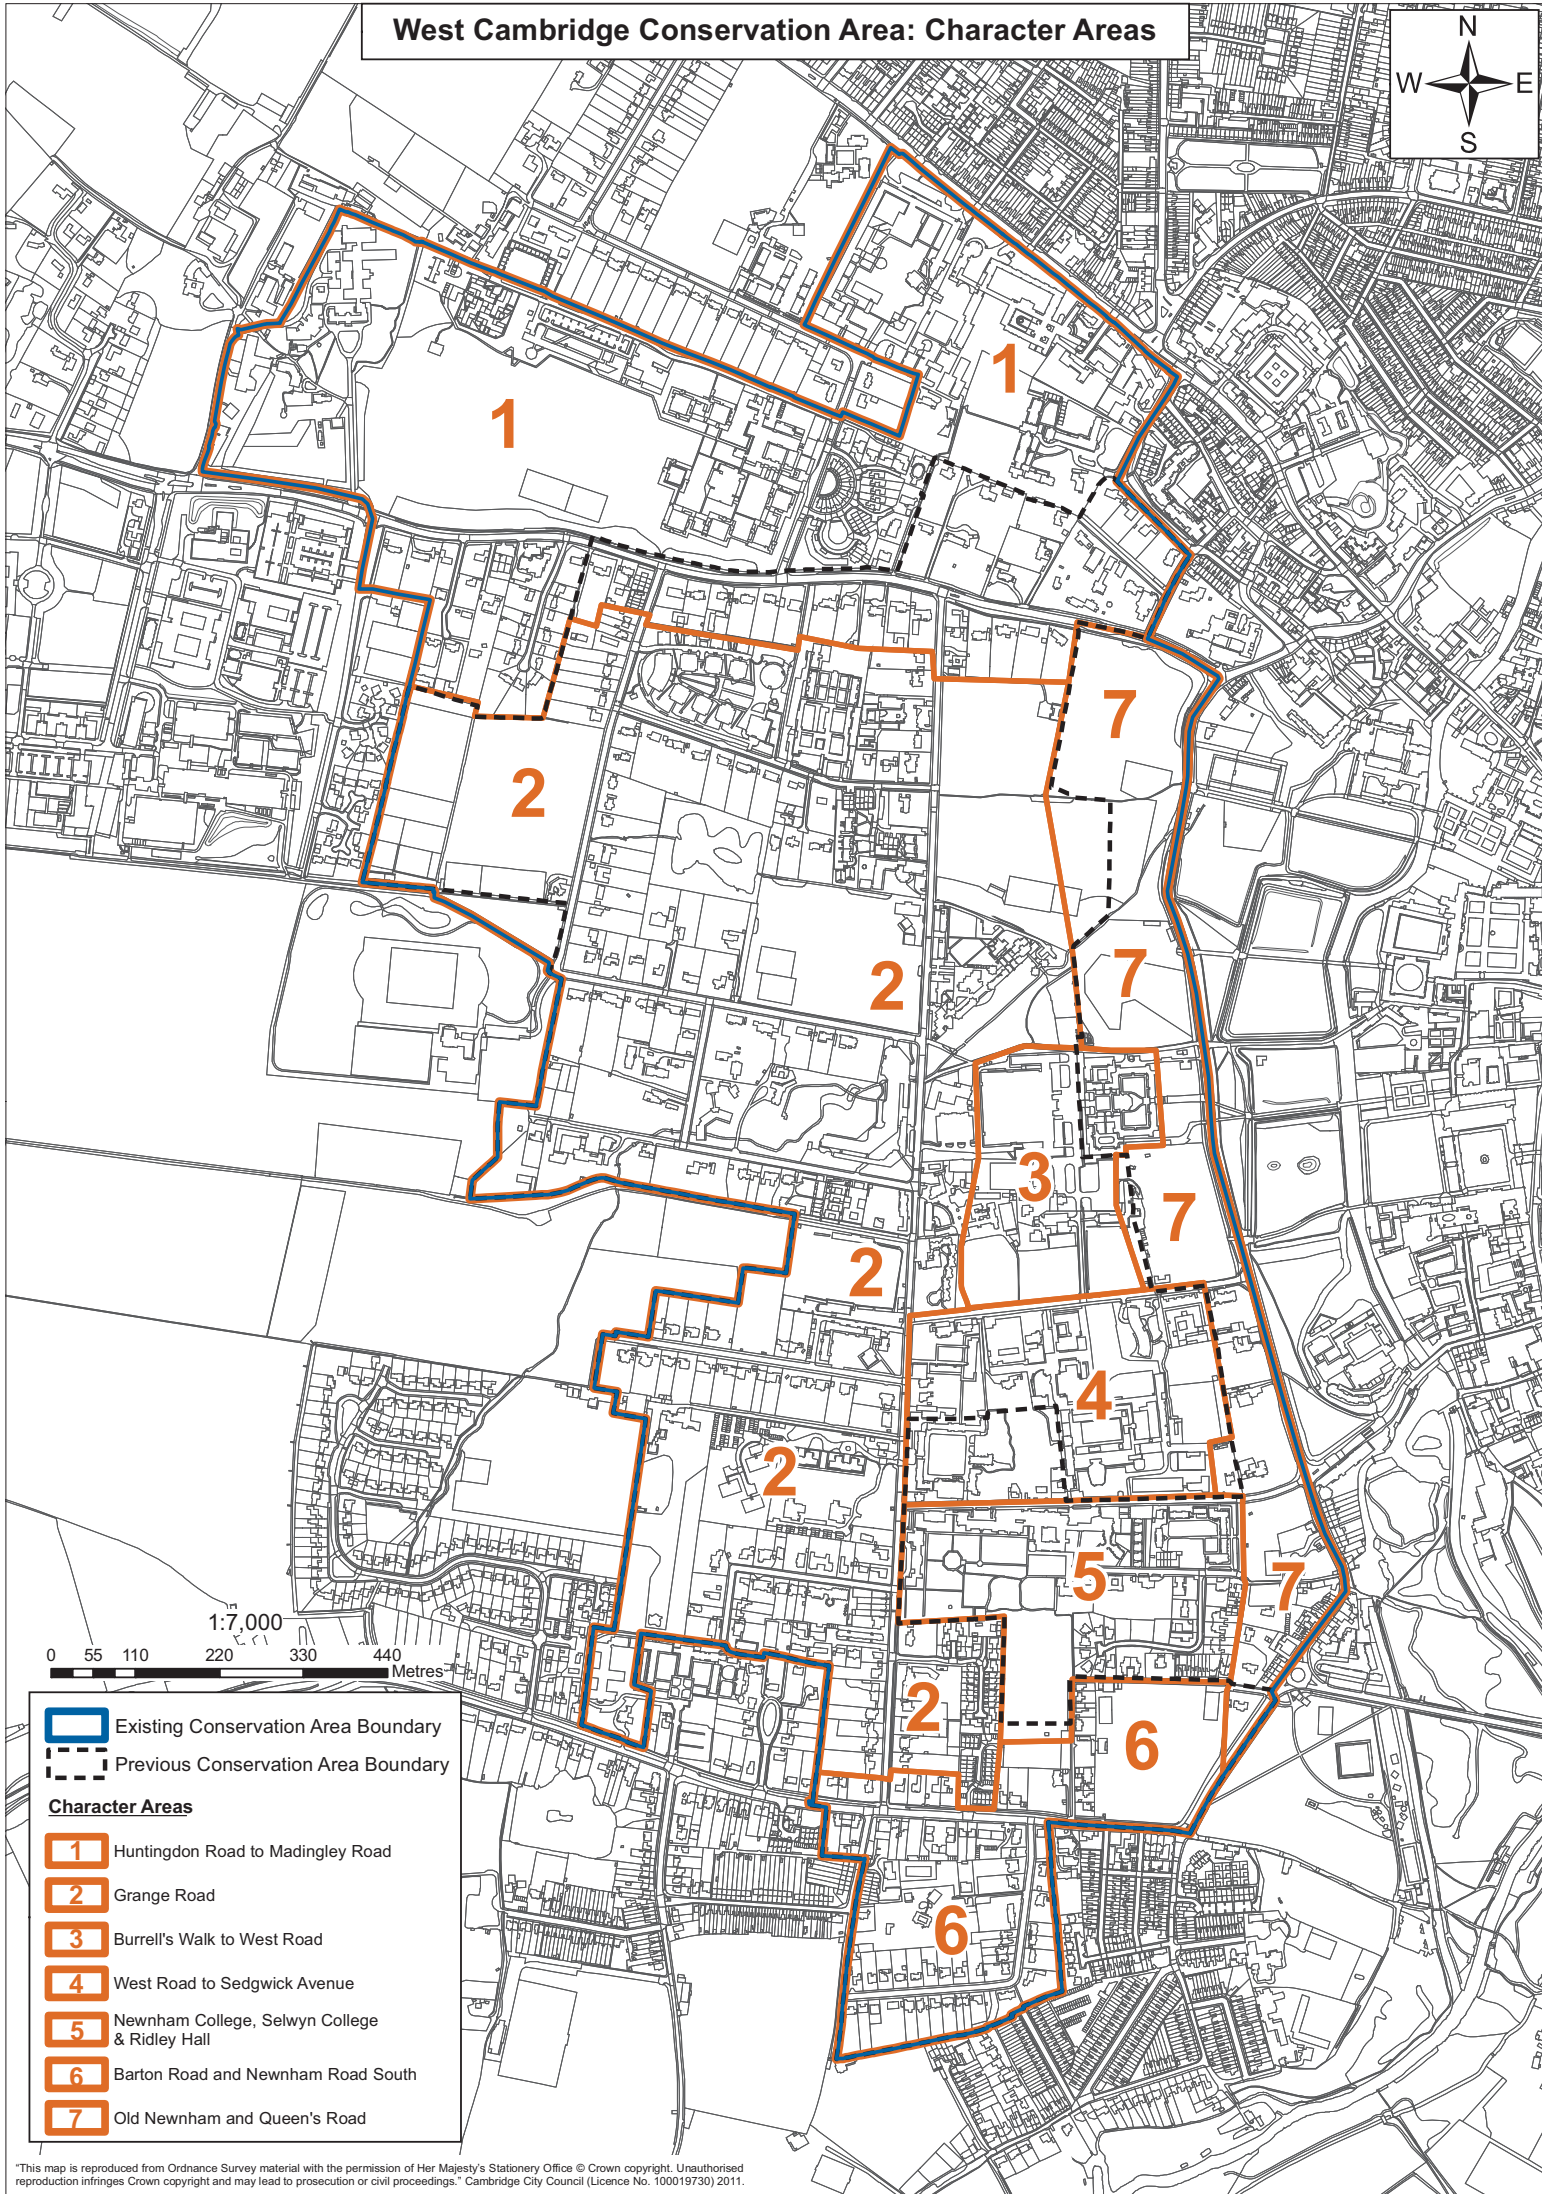 West Cambridge Conservation Area: Character Areas
N
W E
S
1
1
7
2
7
2
3
7
2
4
2
5
7
2
6
6
1:7,000
0 55 110 220 330 440
Metres
Existing Conservation Area Boundary
Previous Conservation Area Boundary
Character Areas
1 Huntingdon Road to Madingley Road
2 Grange Road
3 Burrell's Walk to West Road
4 West Road to Sedgwick Avenue
5 Newnham College, Selwyn College
& Ridley Hall
6 Barton Road and Newnham Road South
7 Old Newnham and Queen's Road
"This map is reproduced from Ordnance Survey material with the permission of Her Majesty's Stationery Office © Crown copyright. Unauthorised
reproduction infringes Crown copyright and may lead to prosecution or civil proceedings." Cambridge City Council (Licence No. 100019730) 2011.